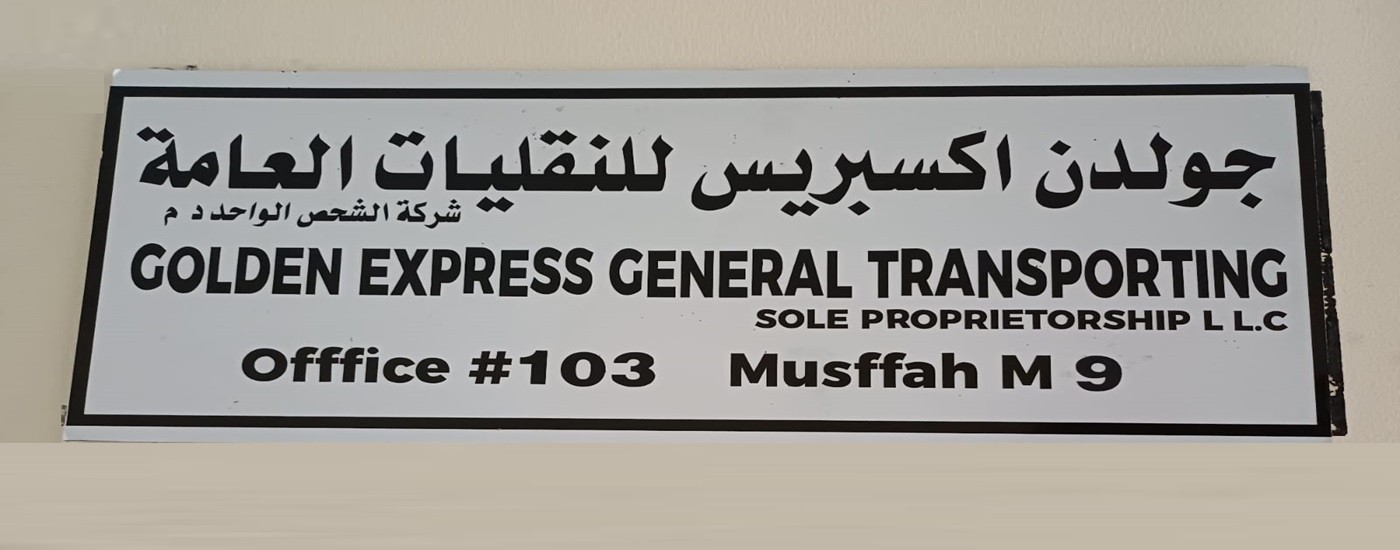 جولدن اكسبريس للنقليات العامة
شركة الشحص الواحد د م
GOLDEN EXPRESS GENERAL TRANSPORTING
SOLE PROPRIETORSHIP L L.C
Offfice #103 Musffah M 9